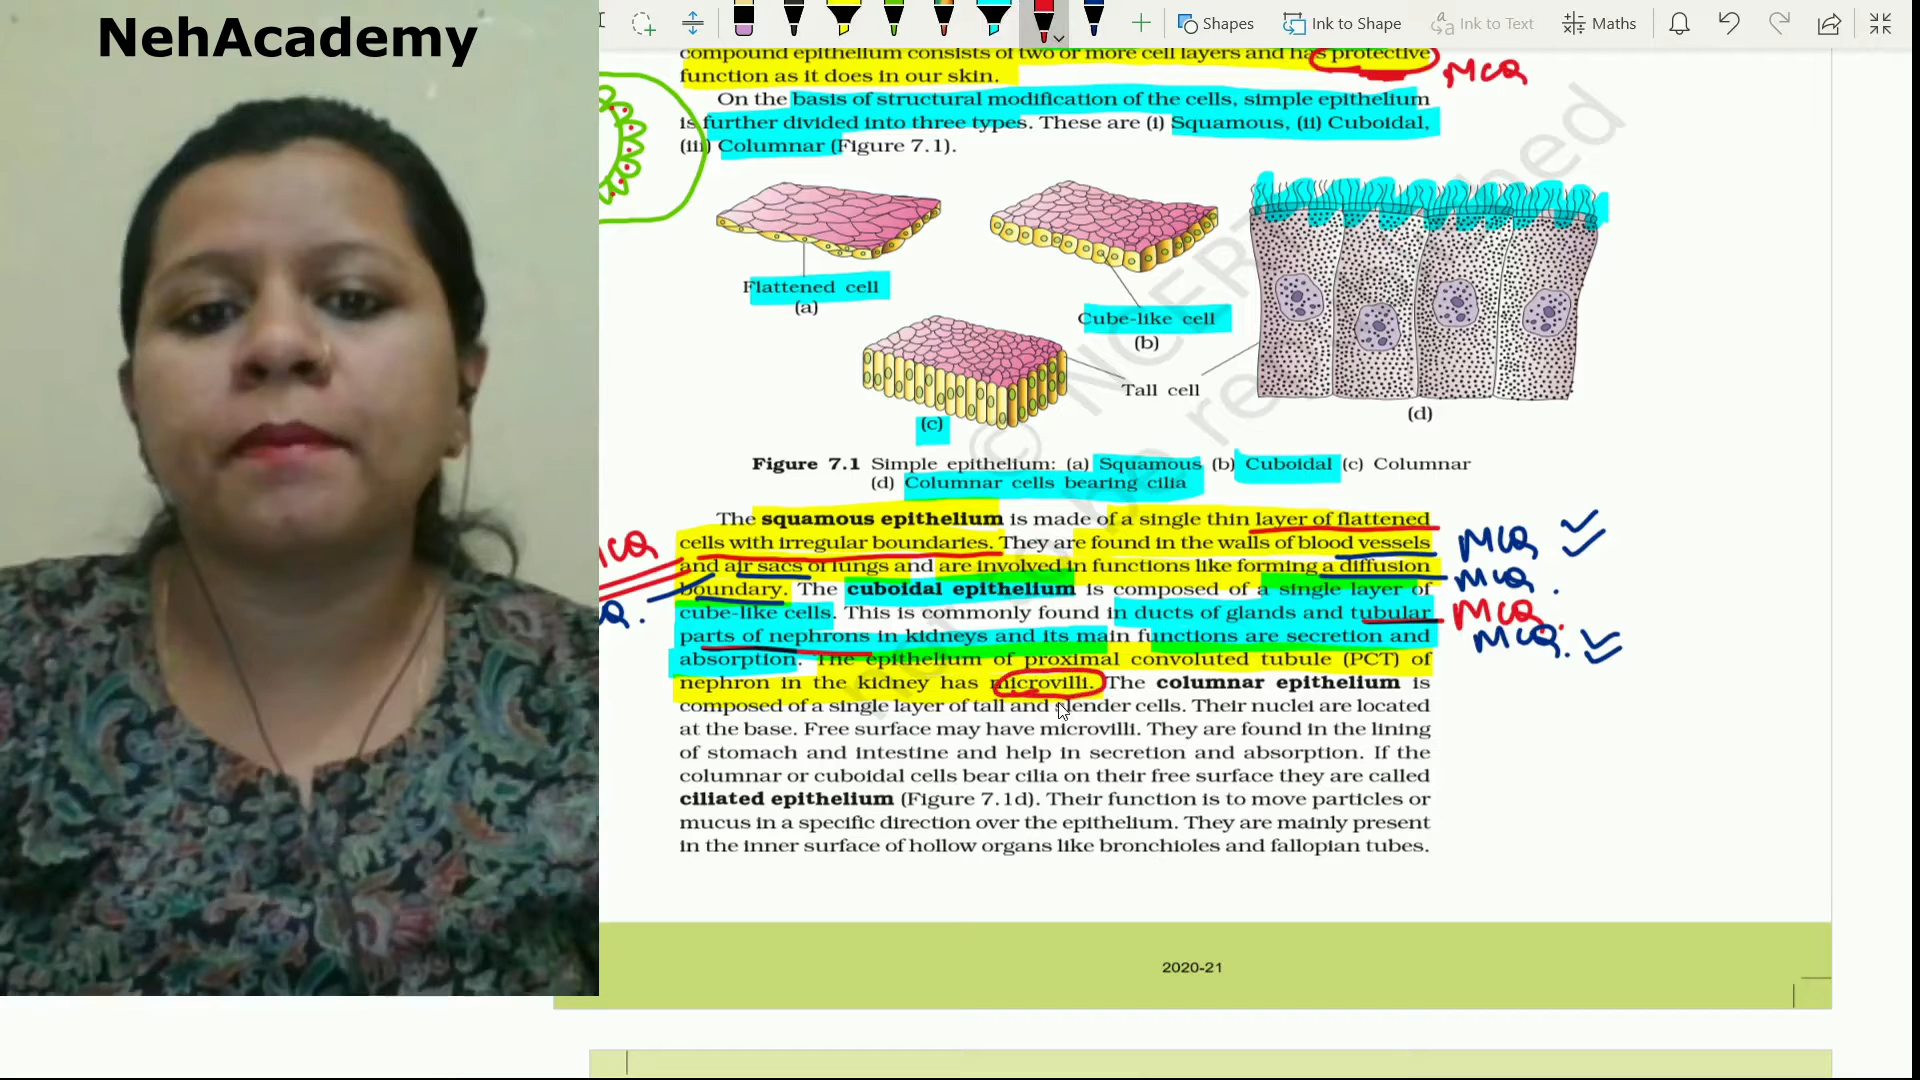 NehAcademy
Shapes
Ink to Shape
Ink to Text
Maths
compound epithelium consists of two or more cell layers and has protective
function as it does in our skin.
MCQ
On the basis of structural modification of the cells, simple epithelium
is further divided into three types. These are (i) Squamous, (ii) Cuboidal,
(iii) Columnar (Figure 7.1).
Flattened cell
(a)
Cube-like cell
(b)
Tall cell
(c)
(d)
Figure 7.1 Simple epithelium: (a) Squamous (b) Cuboidal (c) Columnar
(d) Columnar cells bearing cilia
The squamous epithelium is made of a single thin layer of flattened
cells with irregular boundaries. They are found in the walls of blood vessels
MCQ
and air sacs of lungs and are involved in functions like forming a diffusion
MCQ.
boundary. The cuboidal epithelium is composed of a single layer of
cube-like cells. This is commonly found in ducts of glands and tubular
MCQ.
parts of nephrons in kidneys and its main functions are secretion and
MCQ.
absorption. The epithelium of proximal convoluted tubule (PCT) of
nephron in the kidney has microvilli. The columnar epithelium is
composed of a single layer of tall and slender cells. Their nuclei are located
at the base. Free surface may have microvilli. They are found in the lining
of stomach and intestine and help in secretion and absorption. If the
columnar or cuboidal cells bear cilia on their free surface they are called
ciliated epithelium (Figure 7.1d). Their function is to move particles or
mucus in a specific direction over the epithelium. They are mainly present
in the inner surface of hollow organs like bronchioles and fallopian tubes.
2020-21